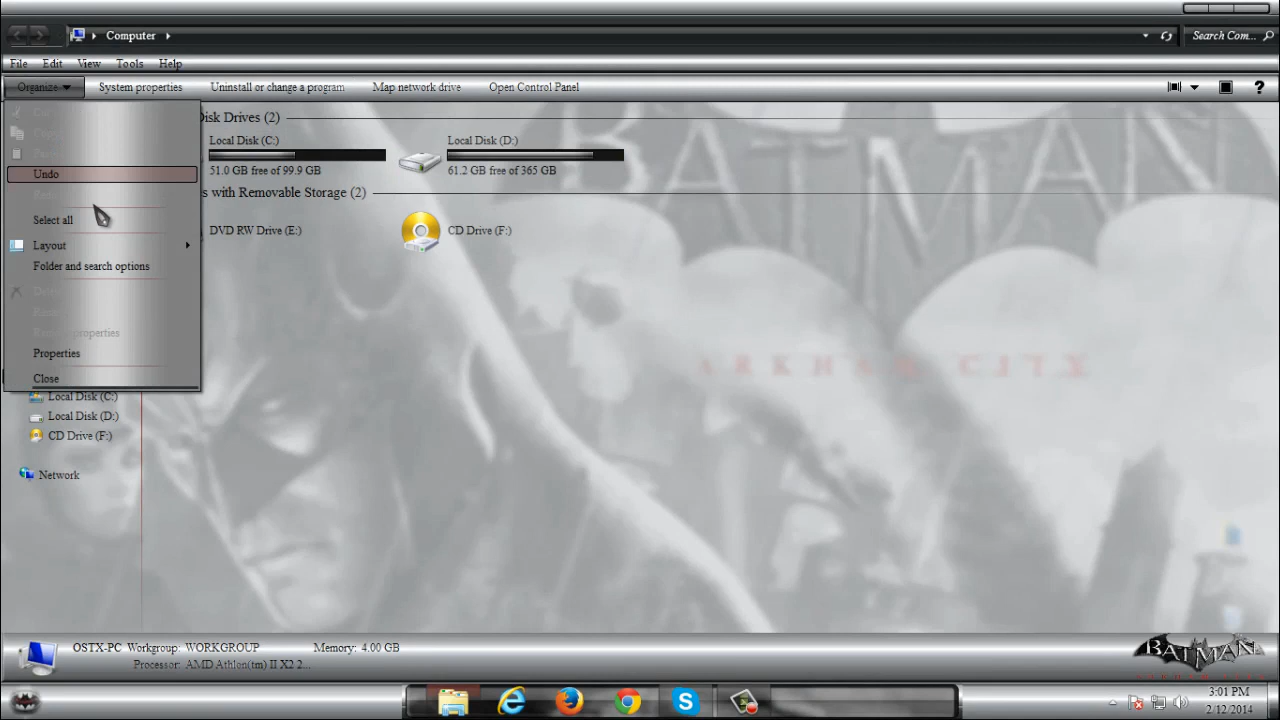 Computer
Search Com...
File Edit View Tools Help
Organize System properties Uninstall or change a program Map network drive Open Control Panel
Undo
Select all
Layout
Folder and search options
properties
Properties
Close
Disk Drives (2)
Local Disk (C:)
51.0 GB free of 99.9 GB
Local Disk (D:)
61.2 GB free of 365 GB
s with Removable Storage (2)
DVD RW Drive (E:)
CD Drive (F:)
BATMAN
ARKHAM CITY
Local Disk (C:)
Local Disk (D:)
CD Drive (F:)
Network
OSTX-PC Workgroup: WORKGROUP Memory: 4.00 GB
Processor: AMD Athlon(tm) II X2 2...
BATMAN
3:01 PM
2/12/2014